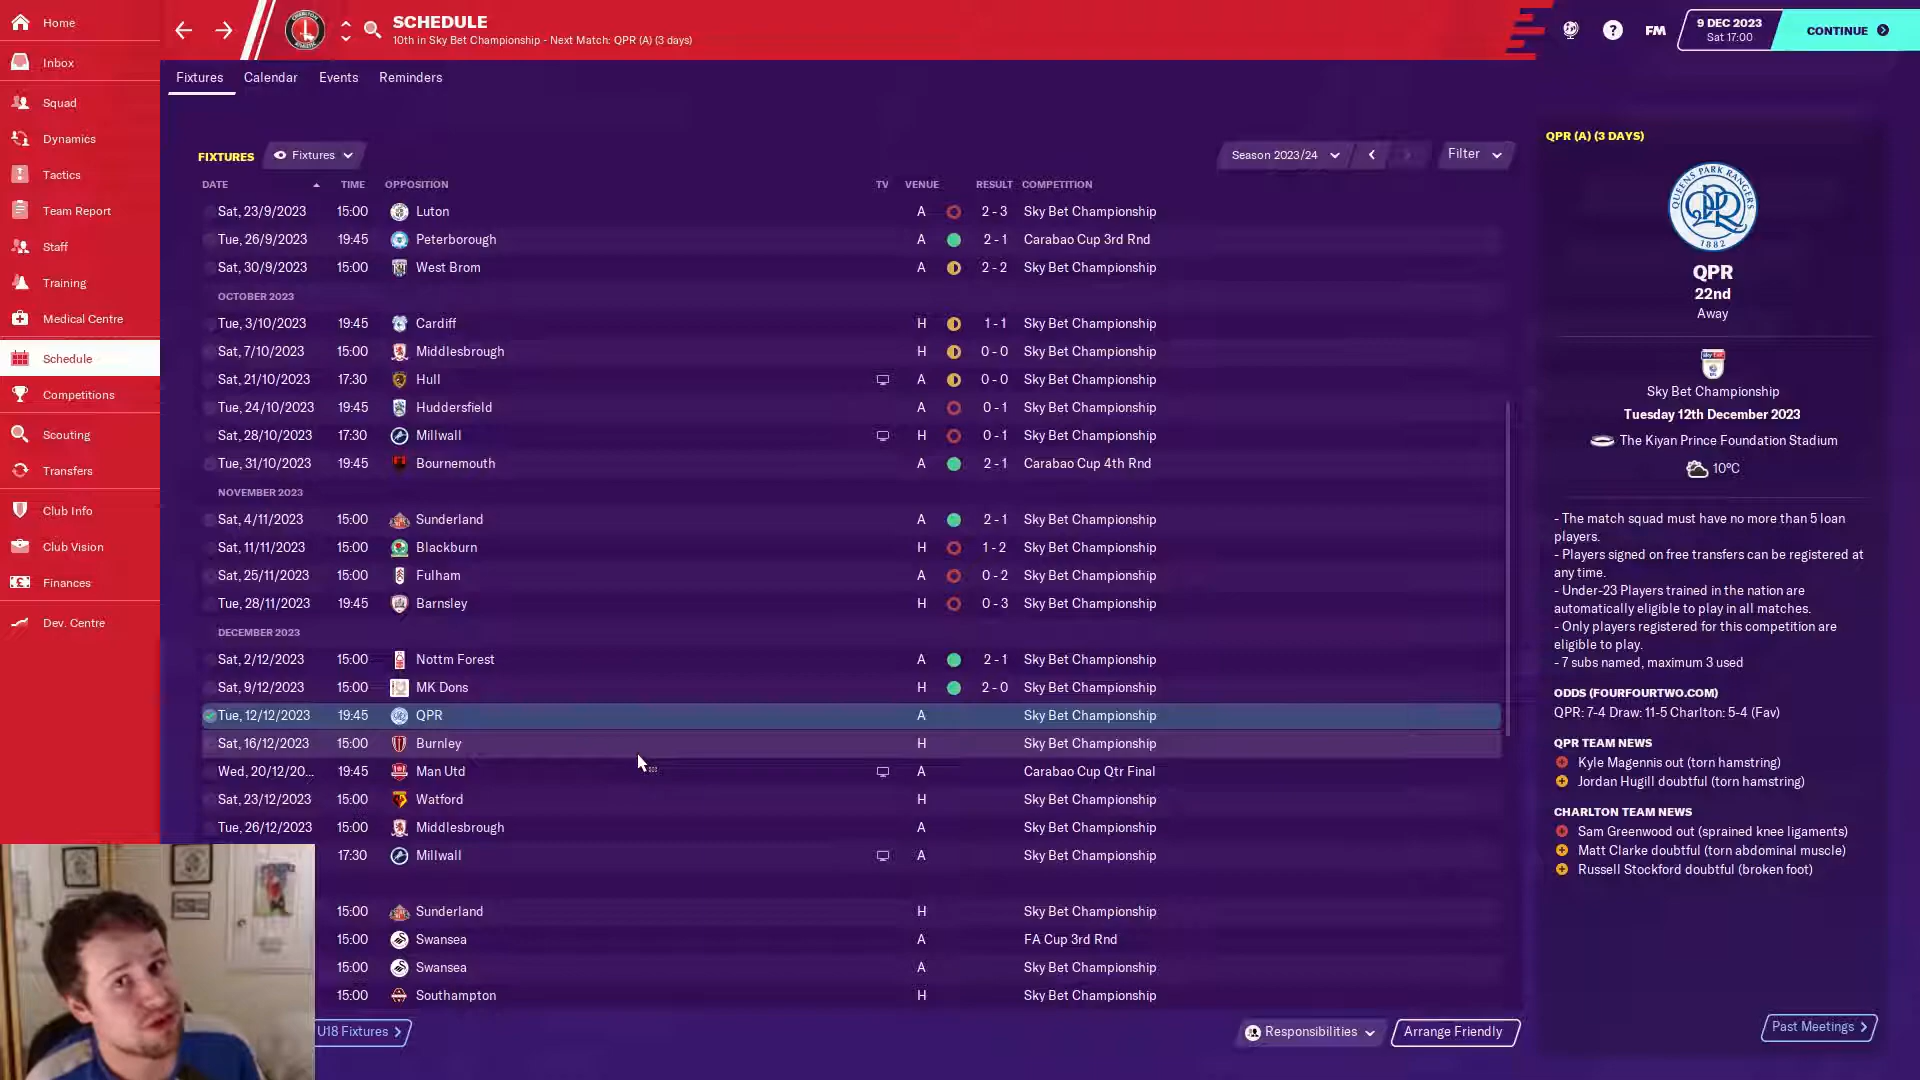 Home
Inbox
Squad
Dynamics
Tactics
Team Report
Staff
Training
Medical Centre
Schedule
Competitions
Scouting
Transfers
Club Info
Club Vision
Finances
Dev. Centre
SCHEDULE
10th in Sky Bet Championship - Next Match: QPR (A) (3 days)
FM
9 DEC 2023
Sat 17:00
CONTINUE
Fixtures Calendar Events Reminders
FIXTURES Fixtures Season 2023/24 Filter
DATE TIME OPPOSITION TV VENUE RESULT COMPETITION
Sat, 23/9/2023 15:00 Luton A 2 - 3 Sky Bet Championship
Tue, 26/9/2023 19:45 Peterborough A 2 - 1 Carabao Cup 3rd Rnd
Sat, 30/9/2023 15:00 West Brom A 2 - 2 Sky Bet Championship
OCTOBER 2023
Tue, 3/10/2023 19:45 Cardiff H 1 - 1 Sky Bet Championship
Sat, 7/10/2023 15:00 Middlesbrough H 0 - 0 Sky Bet Championship
Sat, 21/10/2023 17:30 Hull A 0 - 0 Sky Bet Championship
Tue, 24/10/2023 19:45 Huddersfield A 0 - 1 Sky Bet Championship
Sat, 28/10/2023 17:30 Millwall H 0 - 1 Sky Bet Championship
Tue, 31/10/2023 19:45 Bournemouth A 2 - 1 Carabao Cup 4th Rnd
NOVEMBER 2023
Sat, 4/11/2023 15:00 Sunderland A 2 - 1 Sky Bet Championship
Sat, 11/11/2023 15:00 Blackburn H 1 - 2 Sky Bet Championship
Sat, 25/11/2023 15:00 Fulham A 0 - 2 Sky Bet Championship
Tue, 28/11/2023 19:45 Barnsley H 0 - 3 Sky Bet Championship
DECEMBER 2023
Sat, 2/12/2023 15:00 Nottm Forest A 2 - 1 Sky Bet Championship
Sat, 9/12/2023 15:00 MK Dons H 2 - 0 Sky Bet Championship
Tue, 12/12/2023 19:45 QPR A Sky Bet Championship
Sat, 16/12/2023 15:00 Burnley H Sky Bet Championship
Wed, 20/12/20... 19:45 Man Utd A Carabao Cup Qtr Final
Sat, 23/12/2023 15:00 Watford H Sky Bet Championship
Tue, 26/12/2023 15:00 Middlesbrough A Sky Bet Championship
17:30 Millwall A Sky Bet Championship
15:00 Sunderland H Sky Bet Championship
15:00 Swansea A FA Cup 3rd Rnd
15:00 Swansea A Sky Bet Championship
15:00 Southampton H Sky Bet Championship
U18 Fixtures
Responsibilities
Arrange Friendly
QPR (A) (3 DAYS)
QUEENS PARK RANGERS
1882
QPR
22nd
Away
Sky Bet Championship
Tuesday 12th December 2023
The Kiyan Prince Foundation Stadium
10°C
- The match squad must have no more than 5 loan
players.
- Players signed on free transfers can be registered at
any time.
- Under-23 Players trained in the nation are
automatically eligible to play in all matches.
- Only players registered for this competition are
eligible to play.
- 7 subs named, maximum 3 used
ODDS (FOURFOURTWO.COM)
QPR: 7-4 Draw: 11-5 Charlton: 5-4 (Fav)
QPR TEAM NEWS
Kyle Magennis out (torn hamstring)
Jordan Hugill doubtful (torn hamstring)
CHARLTON TEAM NEWS
Sam Greenwood out (sprained knee ligaments)
Matt Clarke doubtful (torn abdominal muscle)
Russell Stockford doubtful (broken foot)
Past Meetings